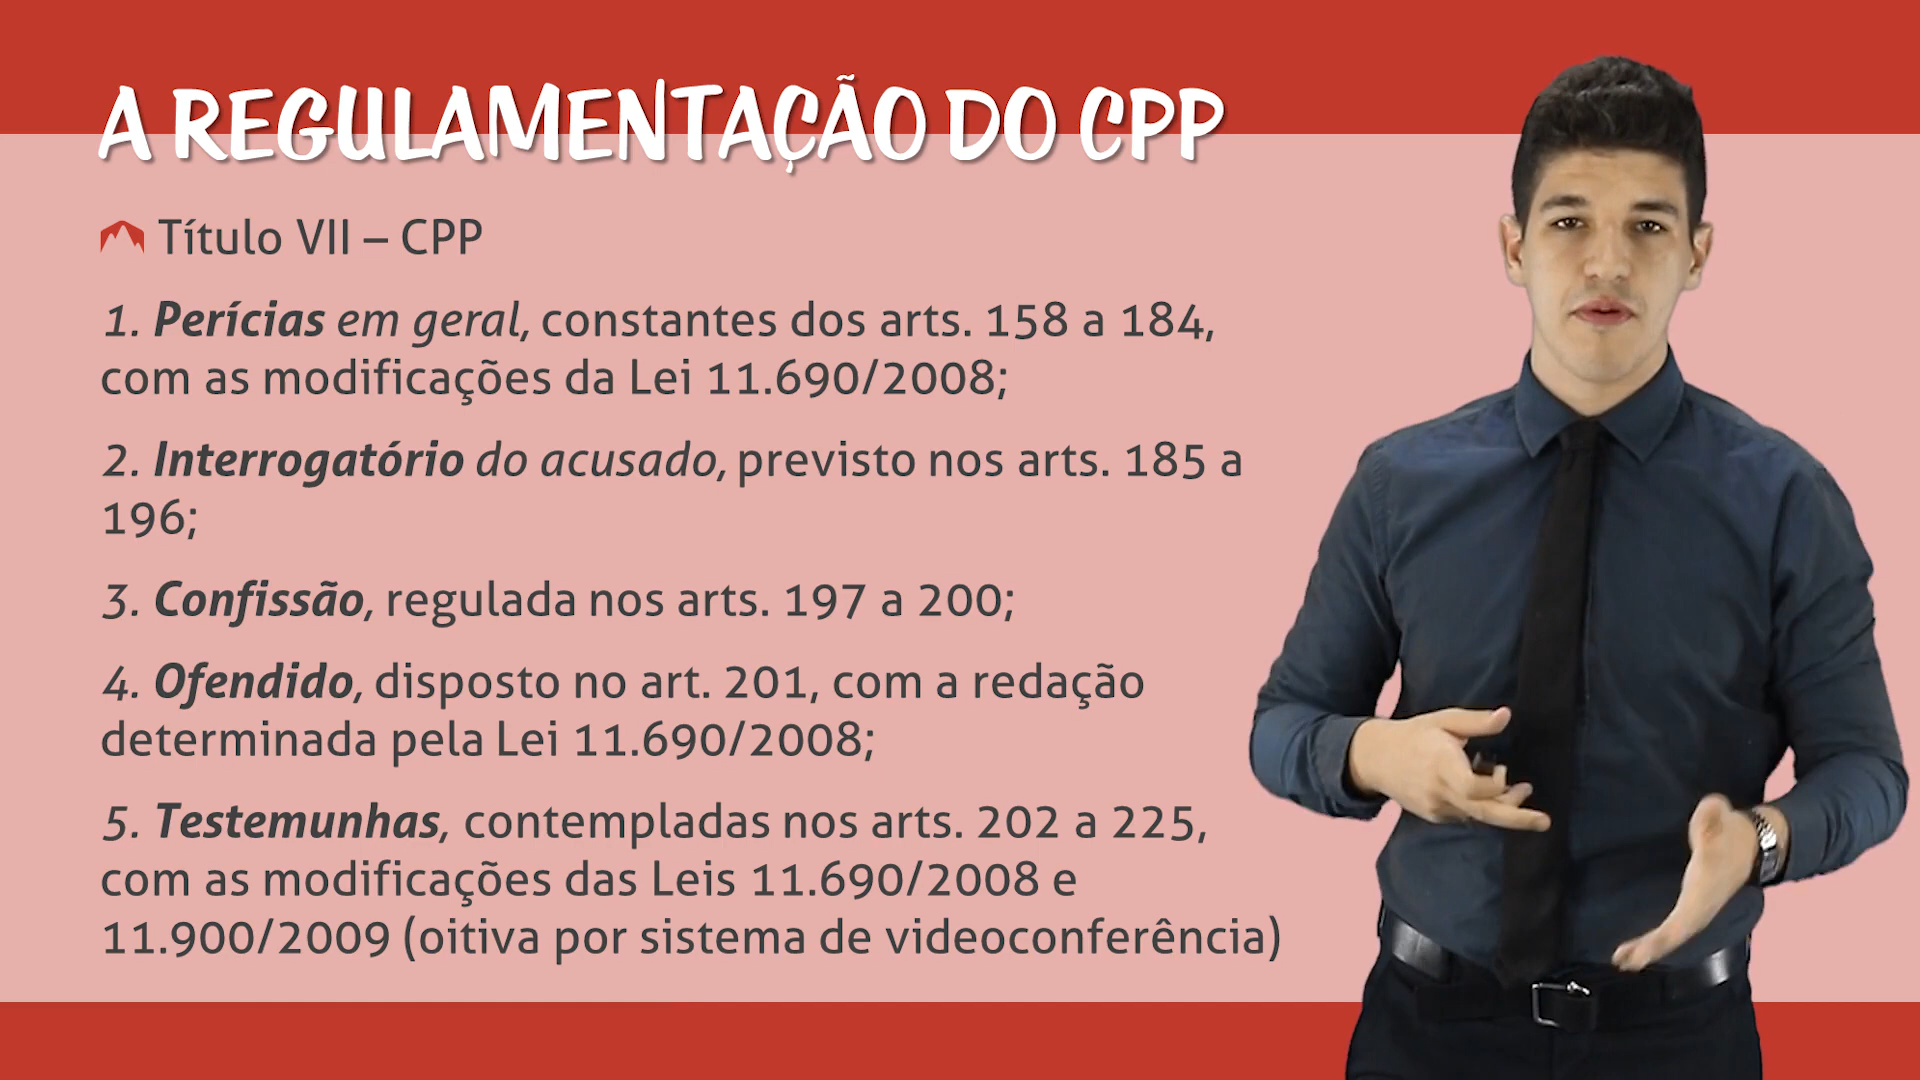 A REGULAMENTAÇÃO DO CPP
Título VII – CPP
1. Perícias em geral, constantes dos arts. 158 a 184,
com as modificações da Lei 11.690/2008;
2. Interrogatório do acusado, previsto nos arts. 185 a
196;
3. Confissão, regulada nos arts. 197 a 200;
4. Ofendido, disposto no art. 201, com a redação
determinada pela Lei 11.690/2008;
5. Testemunhas, contempladas nos arts. 202 a 225,
com as modificações das Leis 11.690/2008 e
11.900/2009 (oitiva por sistema de videoconferência)